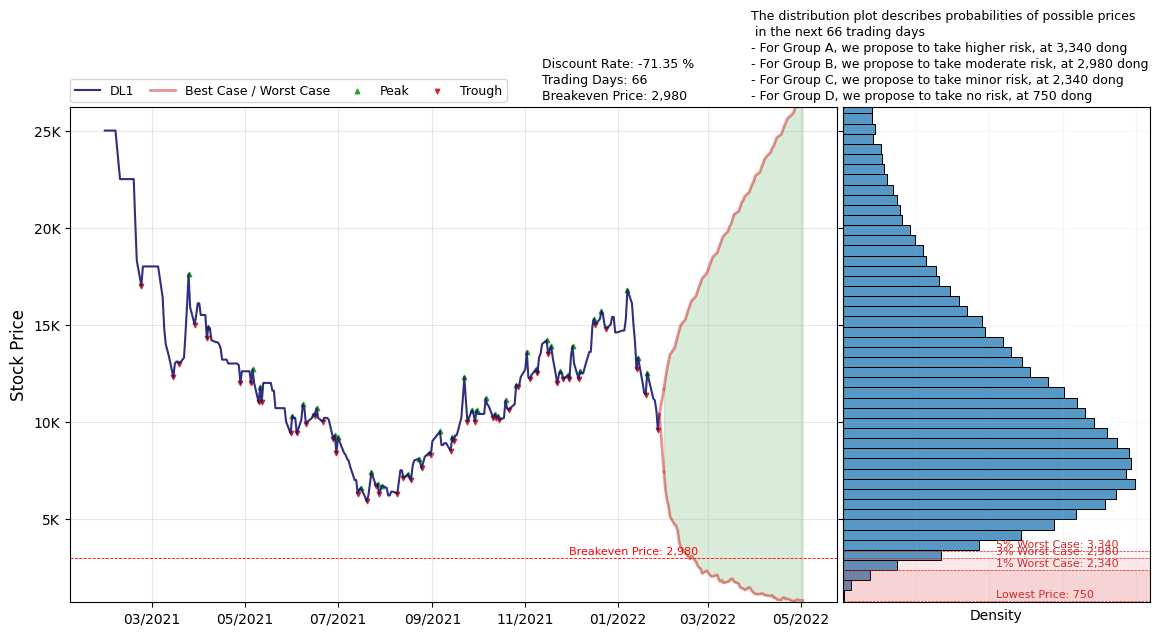 The distribution plot describes probabilities of possible prices
in the next 66 trading days
- For Group A, we propose to take higher risk, at 3,340 dong
- For Group B, we propose to take moderate risk, at 2,980 dong
- For Group C, we propose to take minor risk, at 2,340 dong
- For Group D, we propose to take no risk, at 750 dong
Discount Rate: -71.35 %
Trading Days: 66
Breakeven Price: 2,980
DL1
Best Case / Worst Case
Peak
Trough
Stock Price
25K
20K
15K
10K
5K
Breakeven Price: 2,980
5% Worst Case: 3,340
3% Worst Case: 2,980
1% Worst Case: 2,340
Lowest Price: 750
03/2021
05/2021
07/2021
09/2021
11/2021
01/2022
03/2022
05/2022
Density